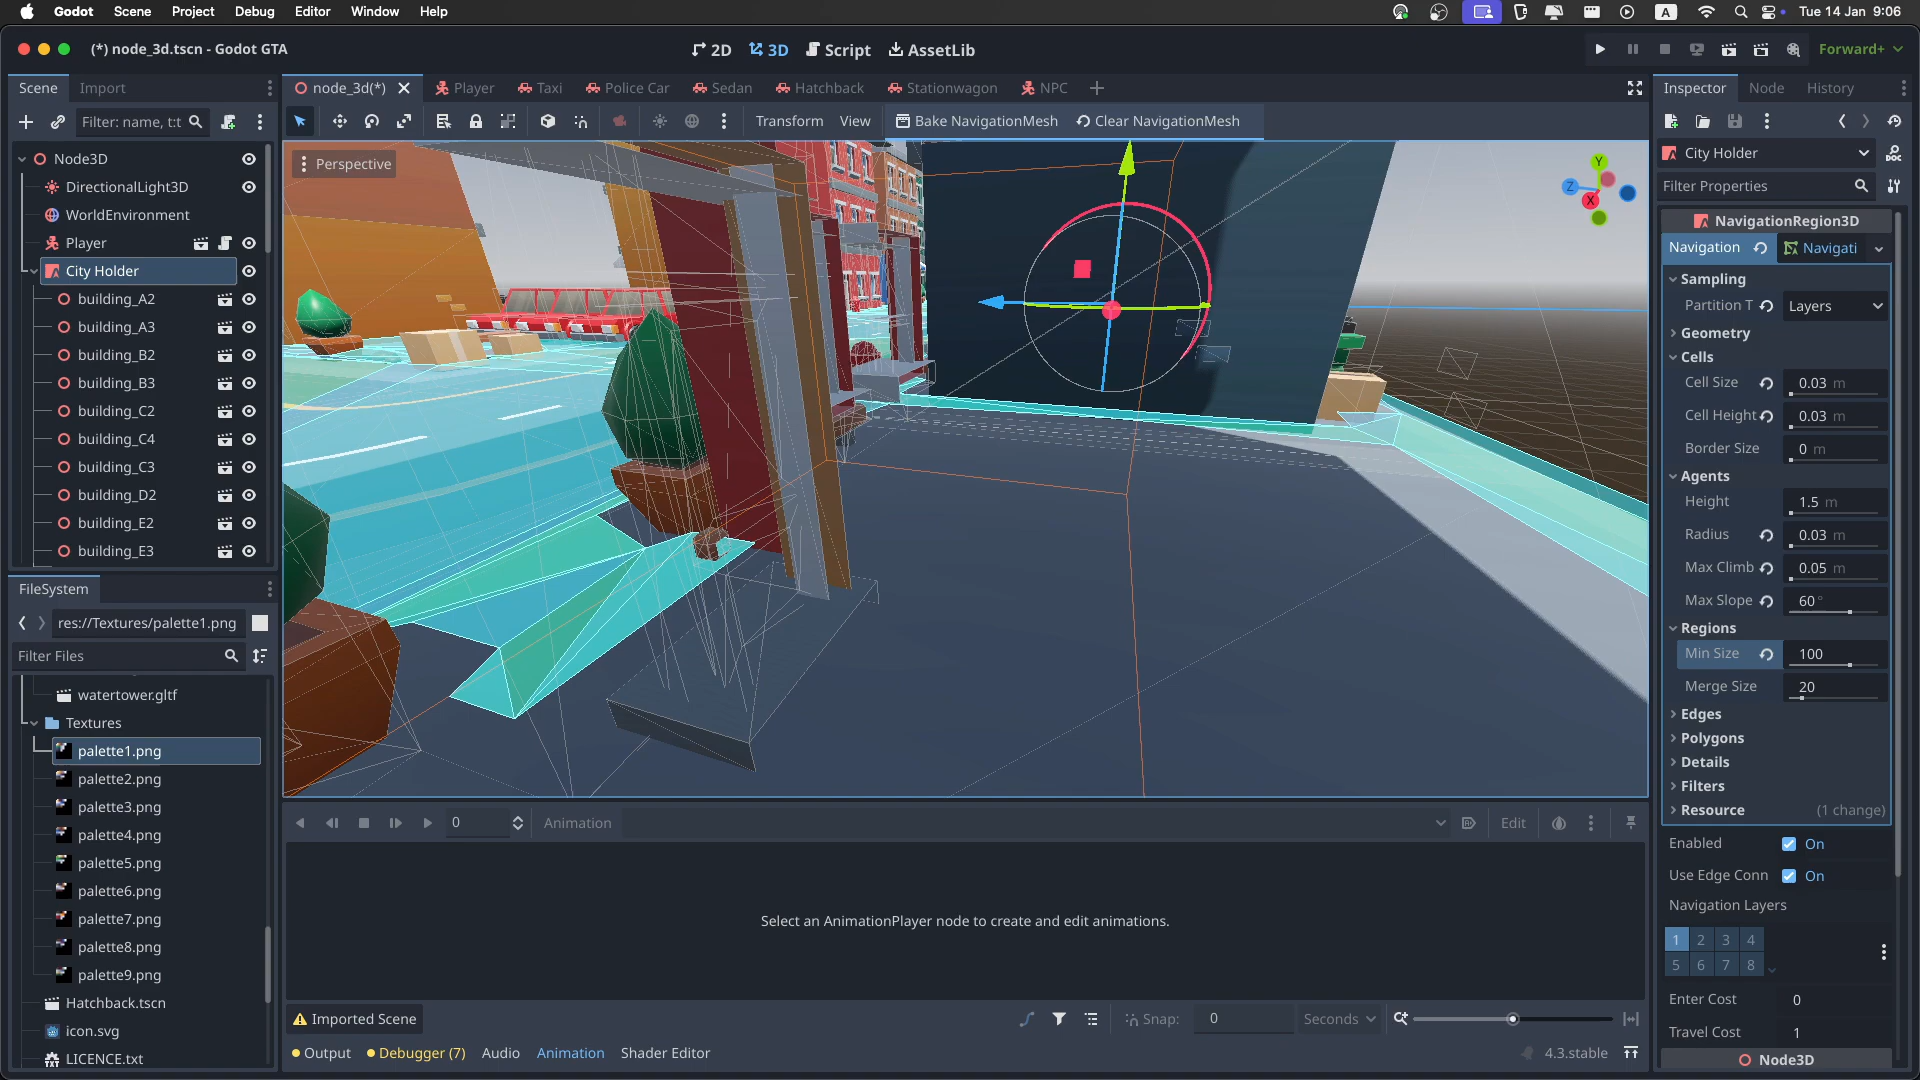 Godot Scene Project Debug Editor Window Help
A
Tue 14 Jan 9:06
(*) node_3d.tscn - Godot GTA
2D 3D Script AssetLib
Forward+
Scene Import
node_3d(*) Player Taxi Police Car Sedan Hatchback Stationwagon NPC
Inspector Node History
Filter: name, t:t
Transform View Bake NavigationMesh Clear NavigationMesh
Perspective
Y
Z
X
Node3D
DirectionalLight3D
WorldEnvironment
Player
City Holder
building_A2
building_A3
building_B2
building_B3
building_C2
building_C4
building_C3
building_D2
building_E2
building_E3
FileSystem
res://Textures/palette1.png
Filter Files
watertower.gltf
Textures
palette1.png
palette2.png
palette3.png
palette4.png
palette5.png
palette6.png
palette7.png
palette8.png
palette9.png
Hatchback.tscn
icon.svg
LICENCE.txt
0 Animation Edit
Select an AnimationPlayer node to create and edit animations.
Imported Scene
Snap: 0 Seconds
Output Debugger (7) Audio Animation Shader Editor
4.3.stable
City Holder
DOC
Filter Properties
NavigationRegion3D
Navigation Navigati
Sampling
Partition T Layers
Geometry
Cells
Cell Size 0.03 m
Cell Height 0.03 m
Border Size 0 m
Agents
Height 1.5 m
Radius 0.03 m
Max Climb 0.05 m
Max Slope 60°
Regions
Min Size 100
Merge Size 20
Edges
Polygons
Details
Filters
Resource (1 change)
Enabled On
Use Edge Conn On
Navigation Layers
1 2 3 4
5 6 7 8
Enter Cost 0
Travel Cost 1
Node3D